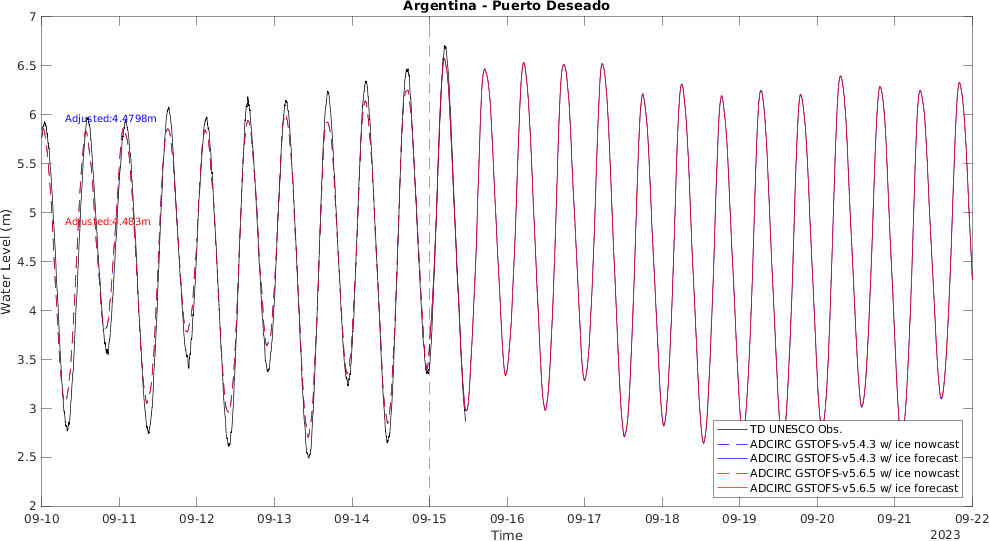 Argentina - Puerto Deseado
7
6.5
6
5.5
5
4.5
4
3.5
3
2.5
2
Water Level (m)
Adjusted:4.4798m
Adjusted:4.483m
TD UNESCO Obs.
ADCIRC GSTOFS-v5.4.3 w/ ice nowcast
ADCIRC GSTOFS-v5.4.3 w/ ice forecast
ADCIRC GSTOFS-v5.6.5 w/ ice nowcast
ADCIRC GSTOFS-v5.6.5 w/ ice forecast
09-10 09-11 09-12 09-13 09-14 09-15 09-16 09-17 09-18 09-19 09-20 09-21 09-22
Time
2023